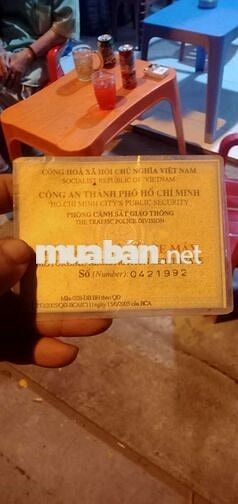 CỘNG HOÀ XÃ HỘI CHỦ NGHĨA VIỆT NAM
SOCIALIST REPUBLIC OF VIETNAM
CÔNG AN THÀNH PHỐ HỒ CHÍ MINH
HO CHI MINH CITY'S PUBLIC SECURITY
PHÒNG CẢNH SÁT GIAO THÔNG
THE TRAFFIC POLICE DIVISION
muabán.net
XE MÁY
Số (Number): 0421992